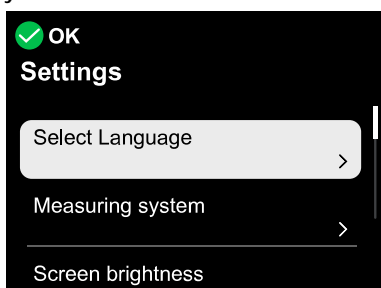 OK
Settings
Select Language
Measuring system
Screen brightness